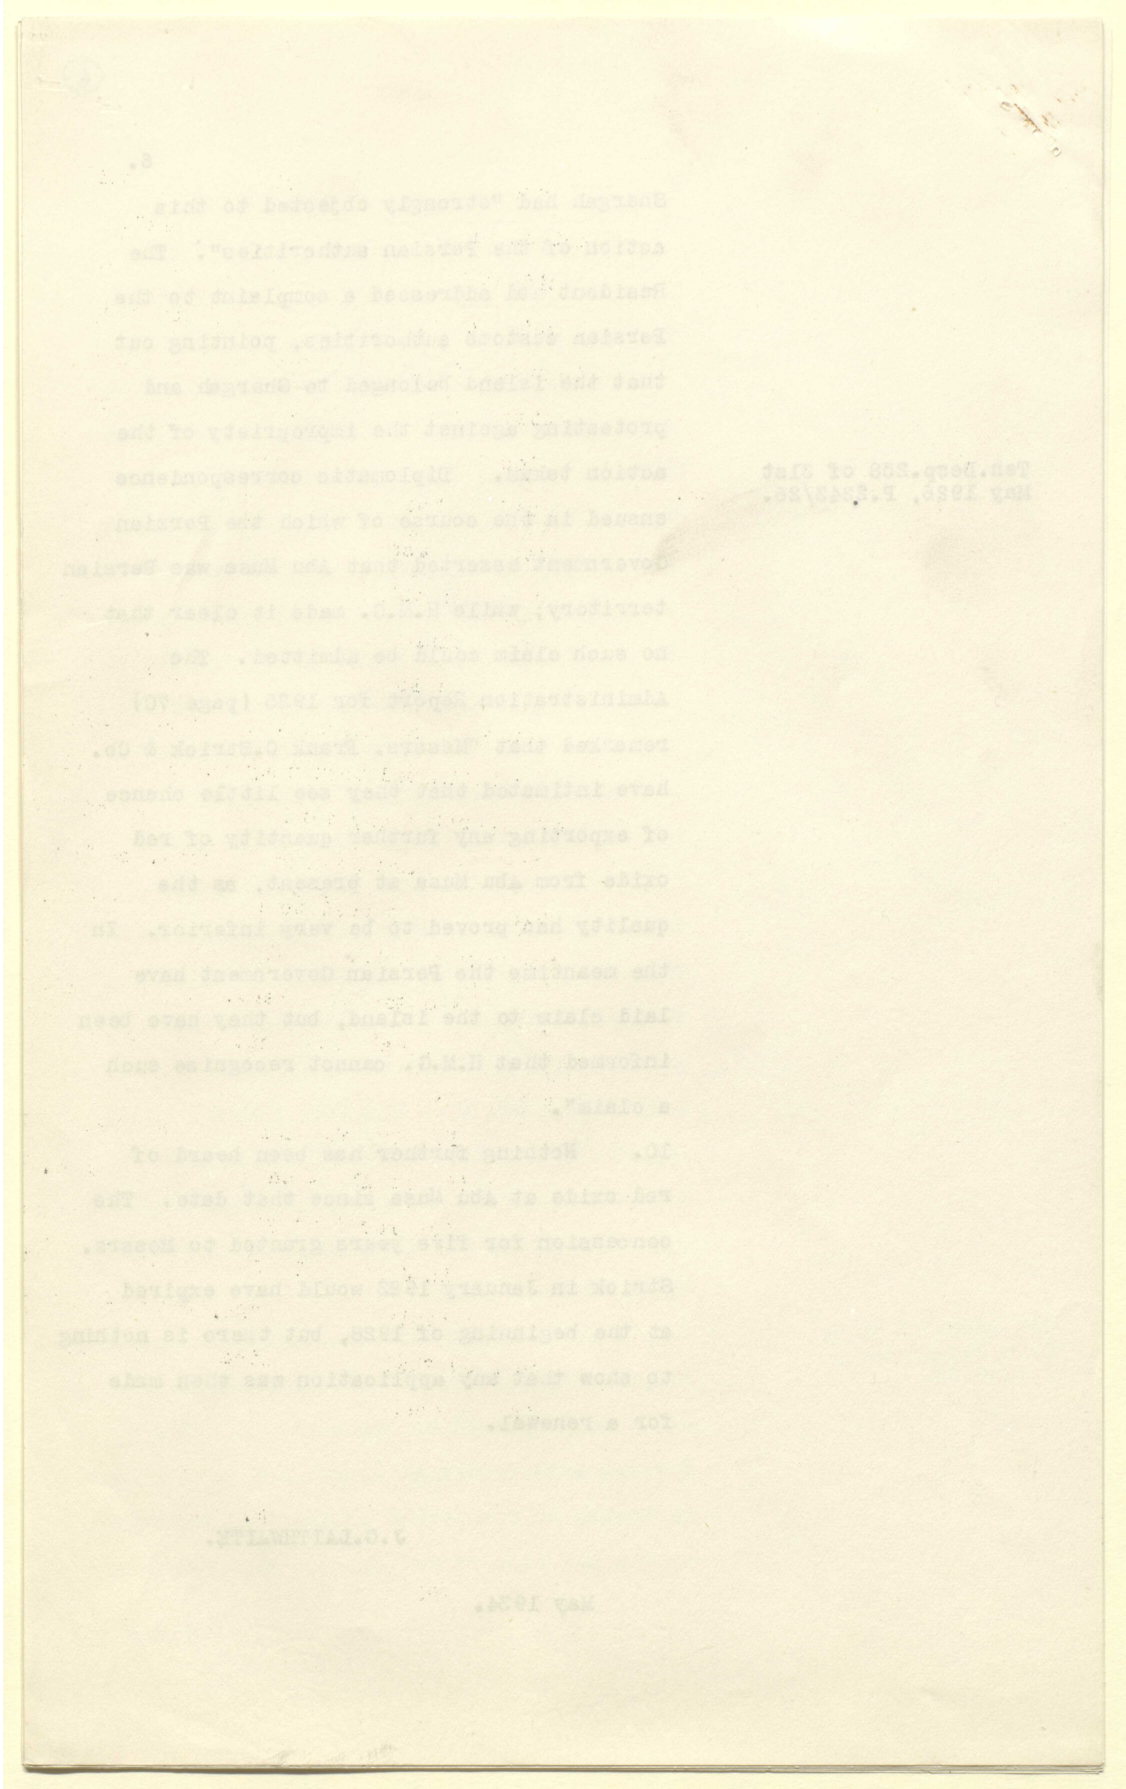 6.
Shargah had "strongly objected to this
action of the Persian authorities". The
Resident had addressed a complaint to the
Persian customs authorities, pointing out
that the island belonged to Shargah and
protesting against the impropriety of the
action taken. Diplomatic correspondence
Teh.Desp.258 of 31st
May 1926, P.2242/26.
ensued in the course of which the Persian
Government asserted that Abu Musa was Persian
territory, while H.M.G. made it clear that
no such claim could be admitted. The
Administration Report for 1925 (page 70)
remarked that "Messrs. Frank C.Strick & Co.
have intimated that they see little chance
of exporting any further quantity of red
oxide from Abu Musa at present, as the
quality has proved to be very inferior. In
the meantime the Persian Government have
laid claim to the island, but they have been
informed that H.M.G. cannot recognise such
a claim".
10. Nothing further has been heard of
red oxide at Abu Musa since that date. The
concession for five years granted to Messrs.
Strick in January 1923 would have expired
at the beginning of 1928, but there is nothing
to show that any application was then made
for a renewal.
J.G.LAITHWAITE.
May 1934.